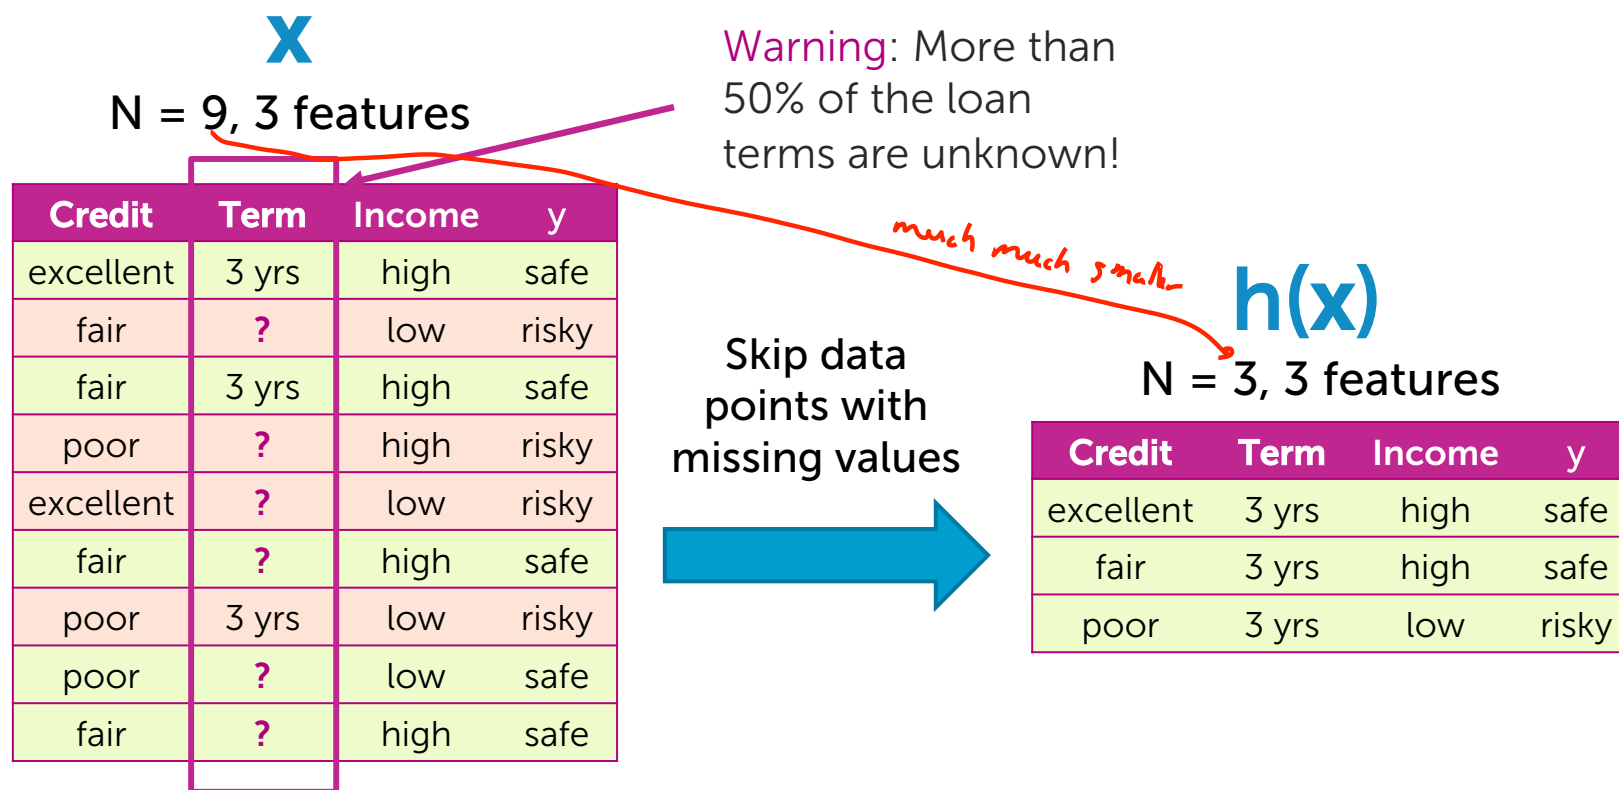 x
N = 9, 3 features
Warning: More than
50% of the loan
terms are unknown!
Credit Term Income y
excellent 3 yrs high safe
fair ? low risky
fair 3 yrs high safe
poor ? high risky
excellent ? low risky
fair ? high safe
poor 3 yrs low risky
poor ? low safe
fair ? high safe
much much smaller
Skip data
points with
missing values
h(x)
N = 3, 3 features
Credit Term Income y
excellent 3 yrs high safe
fair 3 yrs high safe
poor 3 yrs low risky